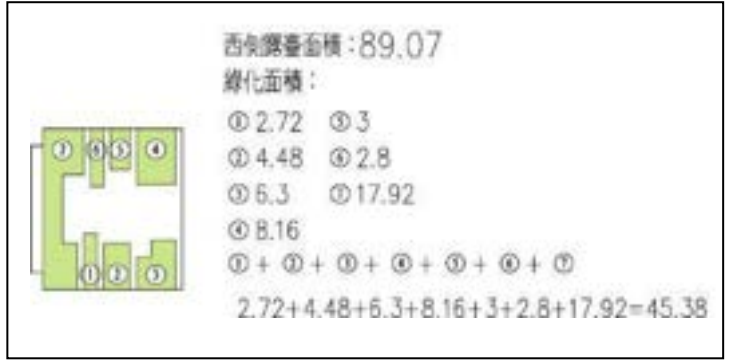 西側露臺面積：89.07
綠化面積：
① 2.72 ⑤ 3
② 4.48 ⑥ 2.8
③ 6.3 ⑦ 17.92
④ 8.16
① + ② + ③ + ④ + ⑤ + ⑥ + ⑦
2.72+4.48+6.3+8.16+3+2.8+17.92=45.38
⑦ ⑥ ⑤ ④
① ② ③